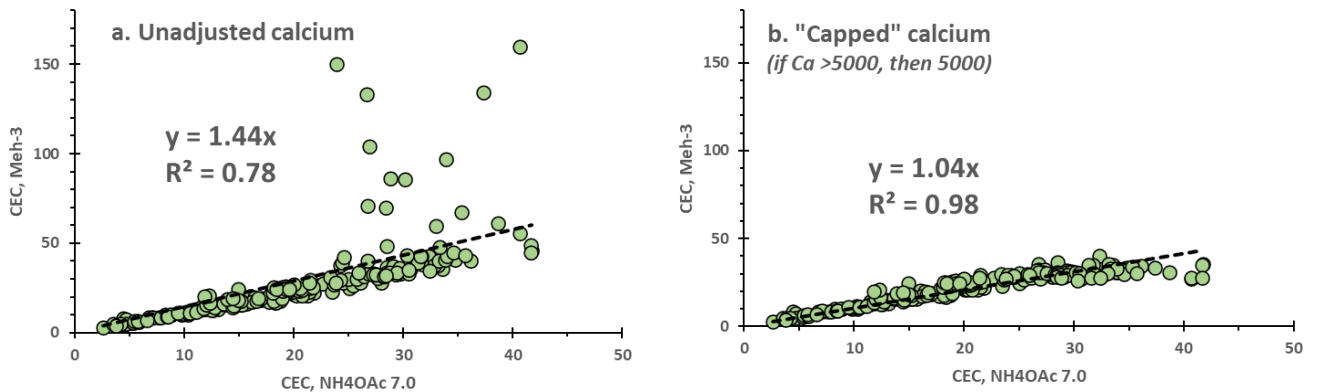 a. Unadjusted calcium
y = 1.44x
R² = 0.78
CEC, Meh-3
150
100
50
0
0 10 20 30 40 50
CEC, NH4OAc 7.0
b. "Capped" calcium
(if Ca >5000, then 5000)
y = 1.04x
R² = 0.98
CEC, Meh-3
150
100
50
0
0 10 20 30 40 50
CEC, NH4OAc 7.0